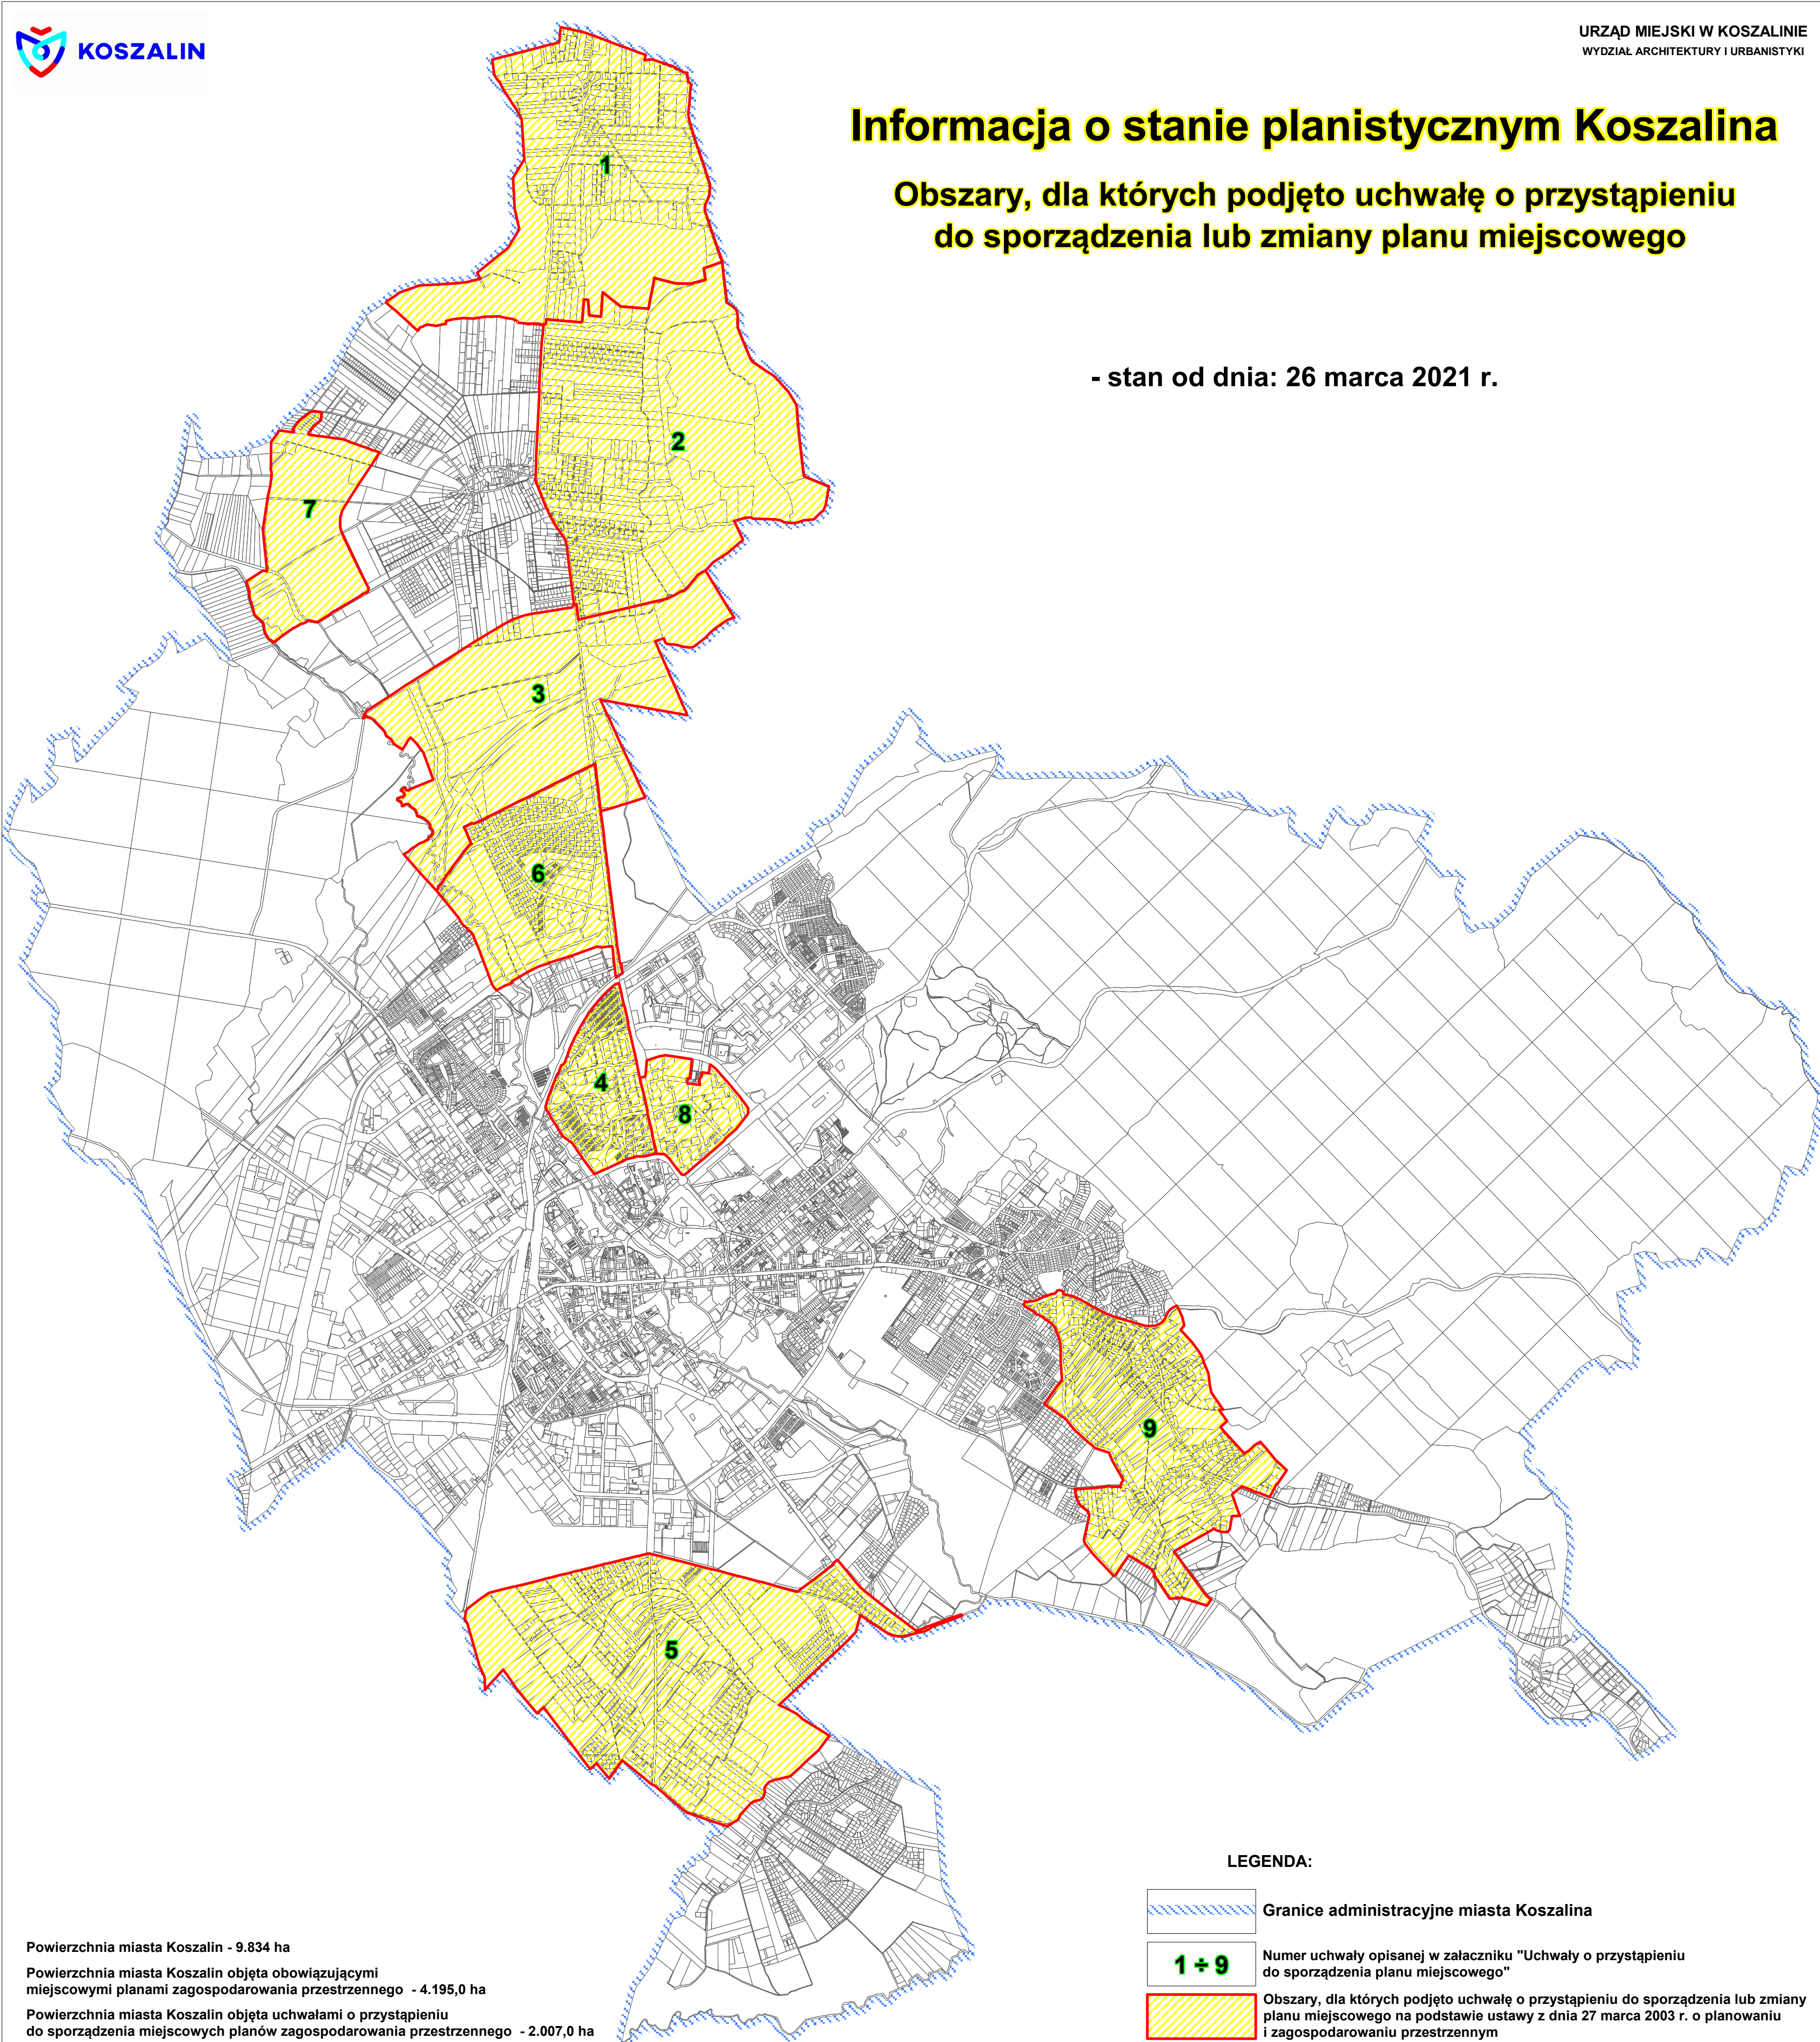 KOSZALIN
URZĄD MIEJSKI W KOSZALINIE
WYDZIAŁ ARCHITEKTURY I URBANISTYKI
Informacja o stanie planistycznym Koszalina
Obszary, dla których podjęto uchwałę o przystąpieniu
do sporządzenia lub zmiany planu miejscowego
- stan od dnia: 26 marca 2021 r.
1
2
7
3
6
4
8
9
5
LEGENDA:
Granice administracyjne miasta Koszalina
1 ÷ 9
Numer uchwały opisanej w załaczniku "Uchwały o przystąpieniu
do sporządzenia planu miejscowego"
Obszary, dla których podjęto uchwałę o przystąpieniu do sporządzenia lub zmiany
planu miejscowego na podstawie ustawy z dnia 27 marca 2003 r. o planowaniu
i zagospodarowaniu przestrzennym
Powierzchnia miasta Koszalin - 9.834 ha
Powierzchnia miasta Koszalin objęta obowiązującymi
miejscowymi planami zagospodarowania przestrzennego - 4.195,0 ha
Powierzchnia miasta Koszalin objęta uchwałami o przystąpieniu
do sporządzenia miejscowych planów zagospodarowania przestrzennego - 2.007,0 ha